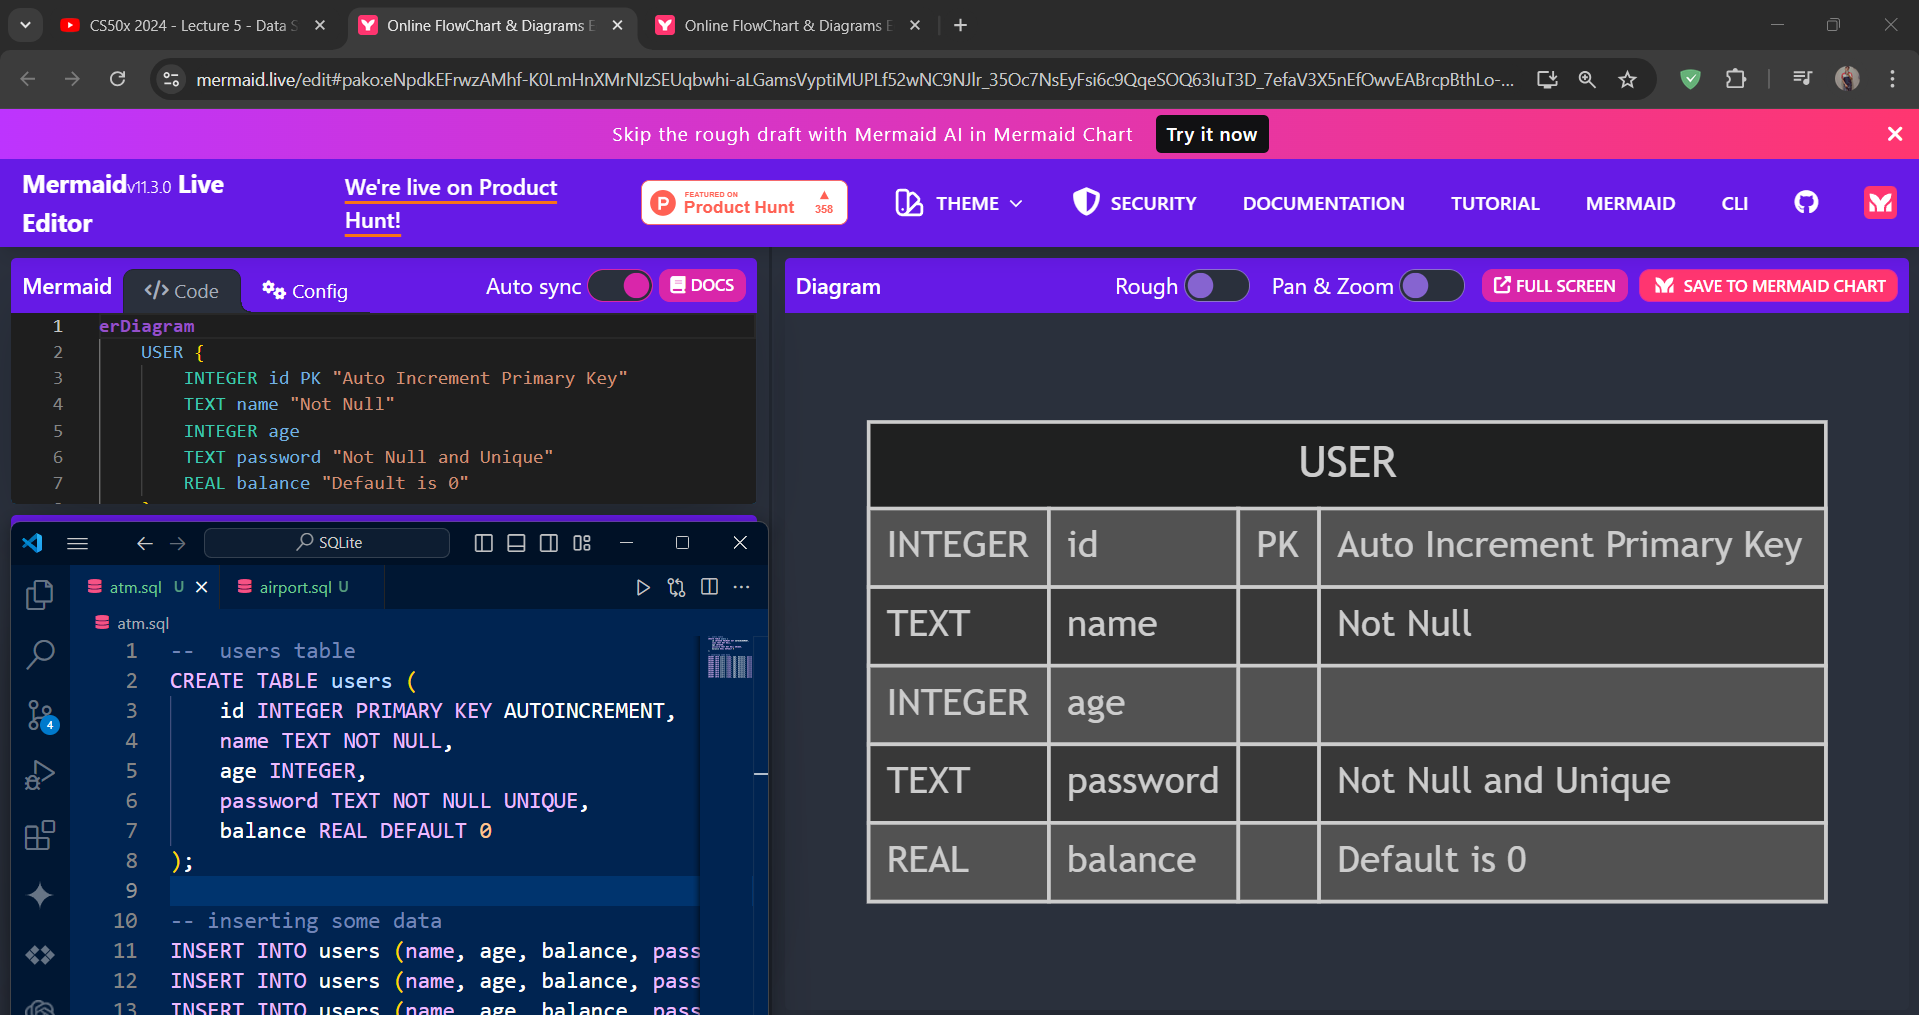 CS50x 2024 - Lecture 5 - Data S
Online FlowChart & Diagrams E
Online FlowChart & Diagrams E
mermaid.live/edit#pako:eNpdkEFrwzAMhf-K0LmHnXMrNIzSEUqbwhi-aLGamsVyptiMUPLf52wNC9NJlr_35Oc7NsEyFsi6c9QqeSOQ63IuT3D_7efaV3X5nEfOwvEABrcpBthLo-...
Skip the rough draft with Mermaid AI in Mermaid Chart
Try it now
Mermaidv11.3.0 Live Editor
We're live on Product Hunt!
FEATURED ON
Product Hunt
358
THEME
SECURITY
DOCUMENTATION
TUTORIAL
MERMAID
CLI
Mermaid
Code
Config
Auto sync
DOCS
1 erDiagram
2 USER {
3 INTEGER id PK "Auto Increment Primary Key"
4 TEXT name "Not Null"
5 INTEGER age
6 TEXT password "Not Null and Unique"
7 REAL balance "Default is 0"
Diagram
Rough
Pan & Zoom
FULL SCREEN
SAVE TO MERMAID CHART
USER
INTEGER id PK Auto Increment Primary Key
TEXT name Not Null
INTEGER age
TEXT password Not Null and Unique
REAL balance Default is 0
SQLite
atm.sql U
airport.sql U
atm.sql
4
1 -- users table
2 CREATE TABLE users (
3 id INTEGER PRIMARY KEY AUTOINCREMENT,
4 name TEXT NOT NULL,
5 age INTEGER,
6 password TEXT NOT NULL UNIQUE,
7 balance REAL DEFAULT 0
8 );
9
10 -- inserting some data
11 INSERT INTO users (name, age, balance, pass
12 INSERT INTO users (name, age, balance, pass
13 INSERT INTO users (name, age, balance, pass